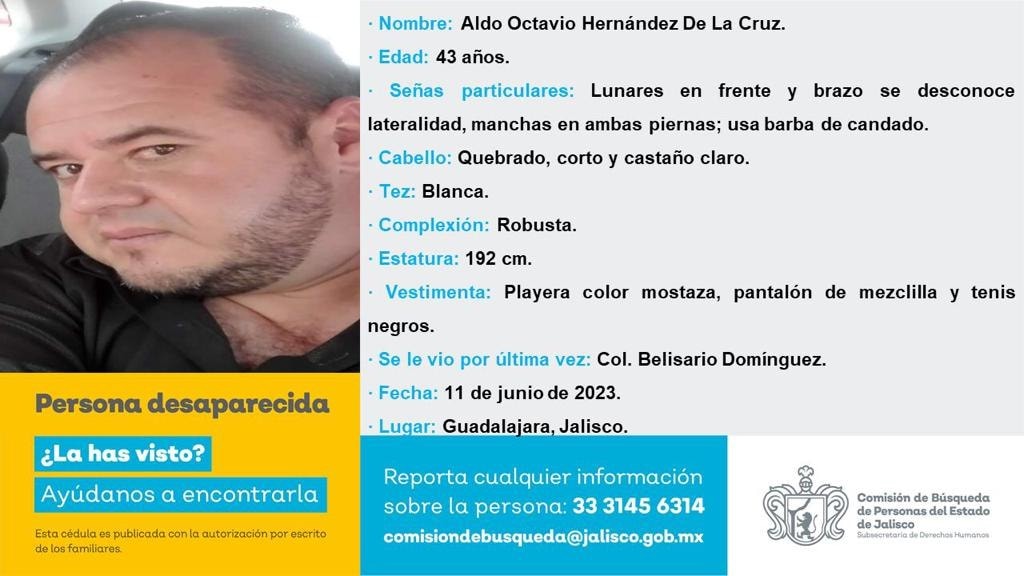 · Nombre: Aldo Octavio Hernández De La Cruz.
· Edad: 43 años.
· Señas particulares: Lunares en frente y brazo se desconoce
lateralidad, manchas en ambas piernas; usa barba de candado.
· Cabello: Quebrado, corto y castaño claro.
· Tez: Blanca.
· Complexión: Robusta.
· Estatura: 192 cm.
· Vestimenta: Playera color mostaza, pantalón de mezclilla y tenis
negros.
· Se le vio por última vez: Col. Belisario Domínguez.
· Fecha: 11 de junio de 2023.
· Lugar: Guadalajara, Jalisco.
Persona desaparecida
¿La has visto?
Ayúdanos a encontrarla
Esta cédula es publicada con la autorización por escrito
de los familiares.
Reporta cualquier información
sobre la persona: 33 3145 6314
comisiondebusqueda@jalisco.gob.mx
Comisión de Búsqueda
de Personas del Estado
de Jalisco
Subsecretaría de Derechos Humanos